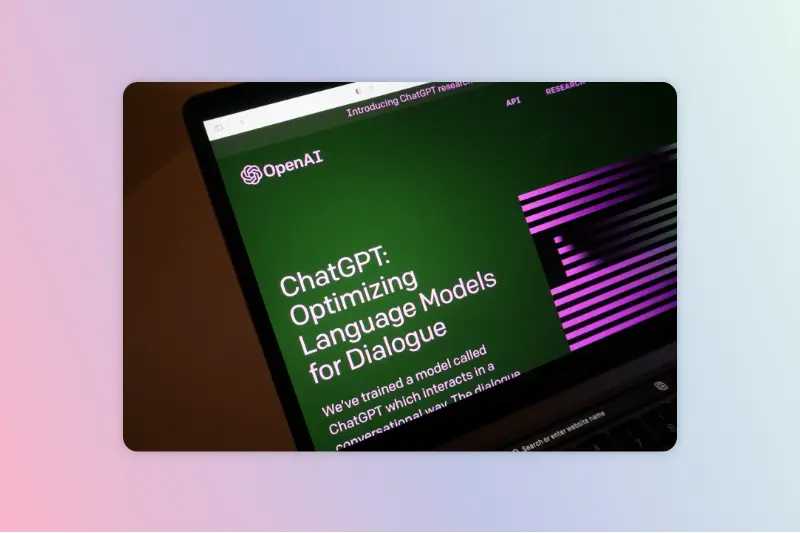 Introducing ChatGPT research
API
RESEARCH
OpenAI
ChatGPT:
Optimizing
Language Models
for Dialogue
We've trained a model called
ChatGPT which interacts in a
conversational way. The dialogue
Search or enter website name